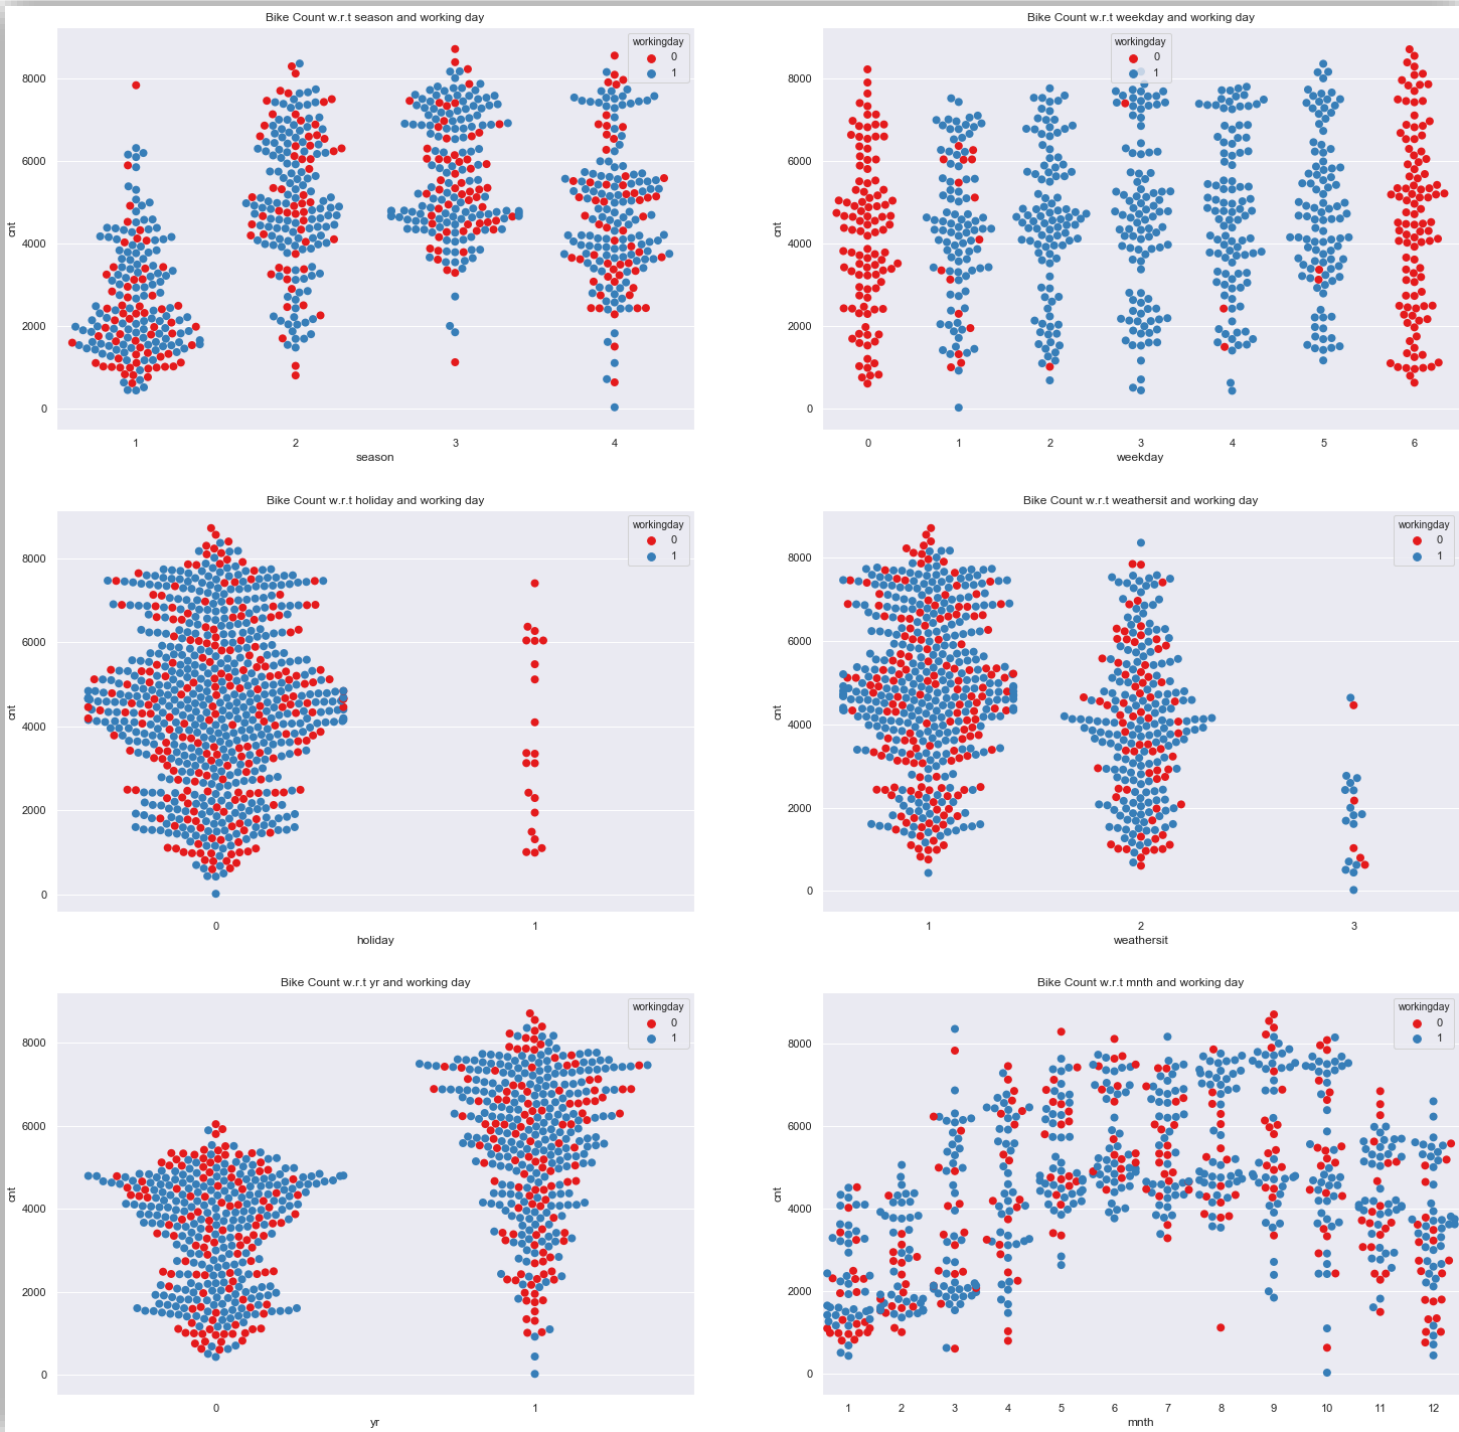 Bike Count w.r.t season and working day
workingday
0
1
8000
6000
4000
2000
0
cnt
1 2 3 4
season
Bike Count w.r.t weekday and working day
workingday
0
1
8000
6000
4000
2000
0
cnt
0 1 2 3 4 5 6
weekday
Bike Count w.r.t holiday and working day
workingday
0
1
8000
6000
4000
2000
0
cnt
0 1
holiday
Bike Count w.r.t weathersit and working day
workingday
0
1
8000
6000
4000
2000
0
cnt
1 2 3
weathersit
Bike Count w.r.t yr and working day
workingday
0
1
8000
6000
4000
2000
0
cnt
0 1
yr
Bike Count w.r.t mnth and working day
workingday
0
1
8000
6000
4000
2000
0
cnt
1 2 3 4 5 6 7 8 9 10 11 12
mnth